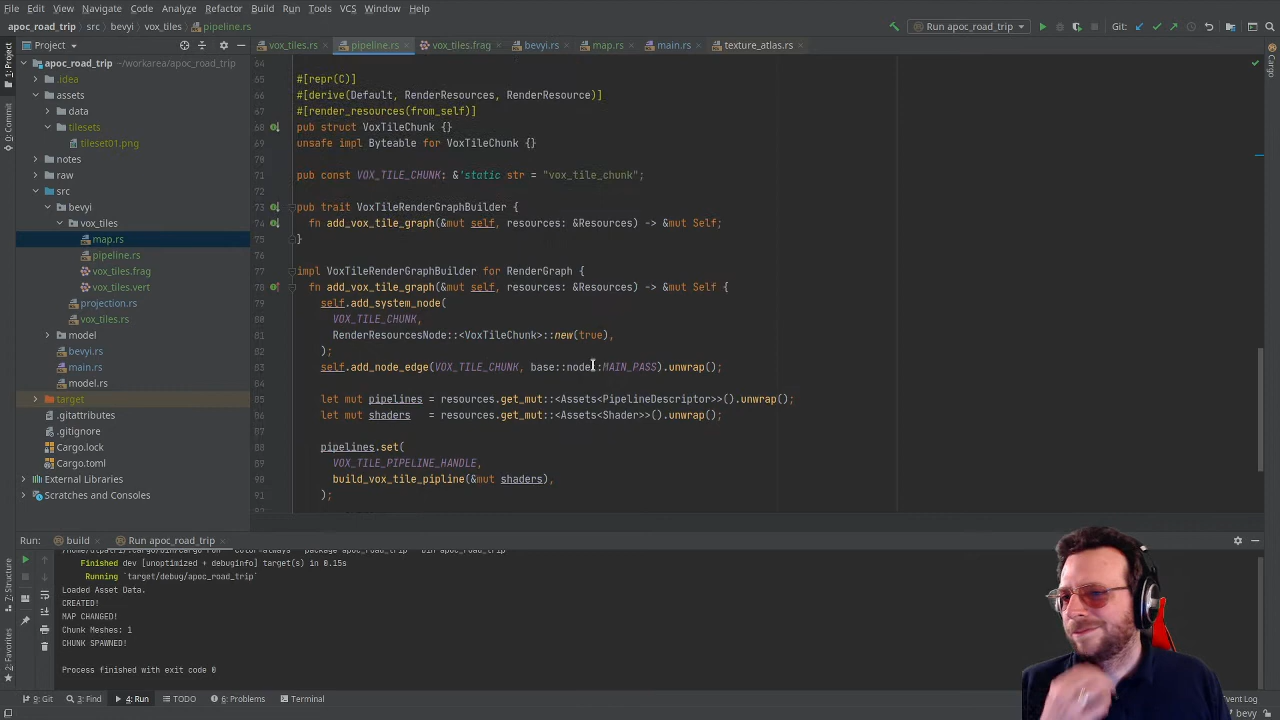 File Edit View Navigate Code Analyze Refactor Build Run Tools VCS Window Help
apoc_road_trip src bevyi vox_tiles pipeline.rs Run apoc_road_trip Git:
Project vox_tiles.rs pipeline.rs vox_tiles.frag bevyi.rs map.rs main.rs texture_atlas.rs
1: Project
0: Commit
7: Structure
2: Favorites
Cargo
apoc_road_trip ~/workarea/apoc_road_trip
.idea
assets
data
tilesets
tileset01.png
notes
raw
src
bevyi
vox_tiles
map.rs
pipeline.rs
vox_tiles.frag
vox_tiles.vert
projection.rs
vox_tiles.rs
model
bevyi.rs
main.rs
model.rs
target
.gitattributes
.gitignore
Cargo.lock
Cargo.toml
External Libraries
Scratches and Consoles
64
65 #[repr(C)]
66 #[derive(Default, RenderResources, RenderResource)]
67 #[render_resources(from_self)]
68 pub struct VoxTileChunk {}
69 unsafe impl Byteable for VoxTileChunk {}
70
71 pub const VOX_TILE_CHUNK: &'static str = "vox_tile_chunk";
72
73 pub trait VoxTileRenderGraphBuilder {
74 fn add_vox_tile_graph(&mut self, resources: &Resources) -> &mut Self;
75 }
76
77 impl VoxTileRenderGraphBuilder for RenderGraph {
78 fn add_vox_tile_graph(&mut self, resources: &Resources) -> &mut Self {
79 self.add_system_node(
80 VOX_TILE_CHUNK,
81 RenderResourcesNode::<VoxTileChunk>::new(true),
82 );
83 self.add_node_edge(VOX_TILE_CHUNK, base::node::MAIN_PASS).unwrap();
84
85 let mut pipelines = resources.get_mut::<Assets<PipelineDescriptor>>().unwrap();
86 let mut shaders = resources.get_mut::<Assets<Shader>>().unwrap();
87
88 pipelines.set(
89 VOX_TILE_PIPELINE_HANDLE,
90 build_vox_tile_pipline(&mut shaders),
91 );
Run: build Run apoc_road_trip
Finished dev [unoptimized + debuginfo] target(s) in 0.15s
Running `target/debug/apoc_road_trip`
Loaded Asset Data.
CREATED!
MAP CHANGED!
Chunk Meshes: 1
CHUNK SPAWNED!
Process finished with exit code 0
9: Git 3: Find 4: Run TODO 6: Problems Terminal Event Log
bevy